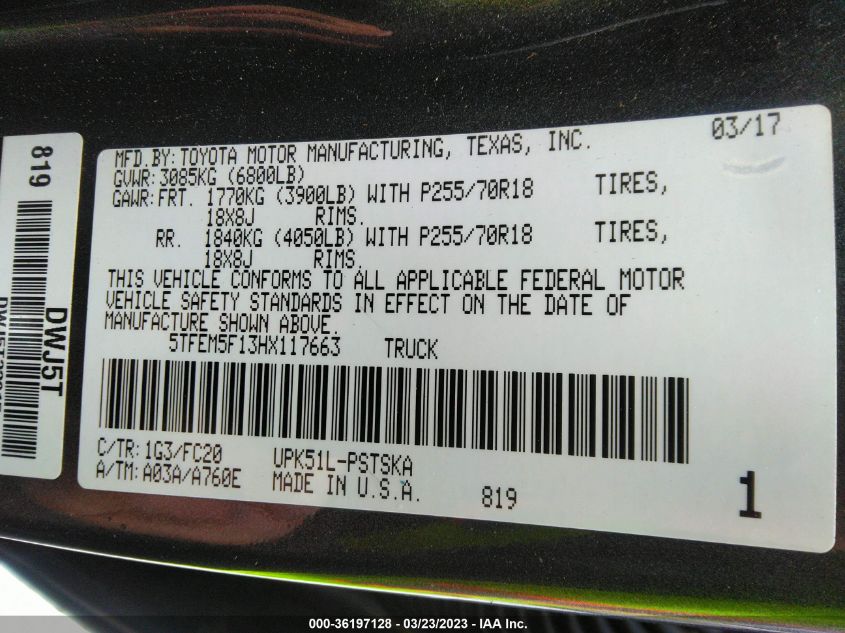 MFD.BY: TOYOTA MOTOR MANUFACTURING, TEXAS, INC. 03/17
GVWR: 3085KG (6800LB)
GAWR: FRT. 1770KG (3900LB) WITH P255/70R18 TIRES,
18X8J RIMS.
RR. 1840KG (4050LB) WITH P255/70R18 TIRES,
18X8J RIMS.
THIS VEHICLE CONFORMS TO ALL APPLICABLE FEDERAL MOTOR
VEHICLE SAFETY STANDARDS IN EFFECT ON THE DATE OF
MANUFACTURE SHOWN ABOVE.
5TFEM5F13HX117663 TRUCK
C/TR: 1G3/FC20 UPK51L-PSTSKA
A/TM: A03A/A760E MADE IN U.S.A. 819 1
819
DWJ5T
000-36197128 - 03/23/2023 - IAA Inc.